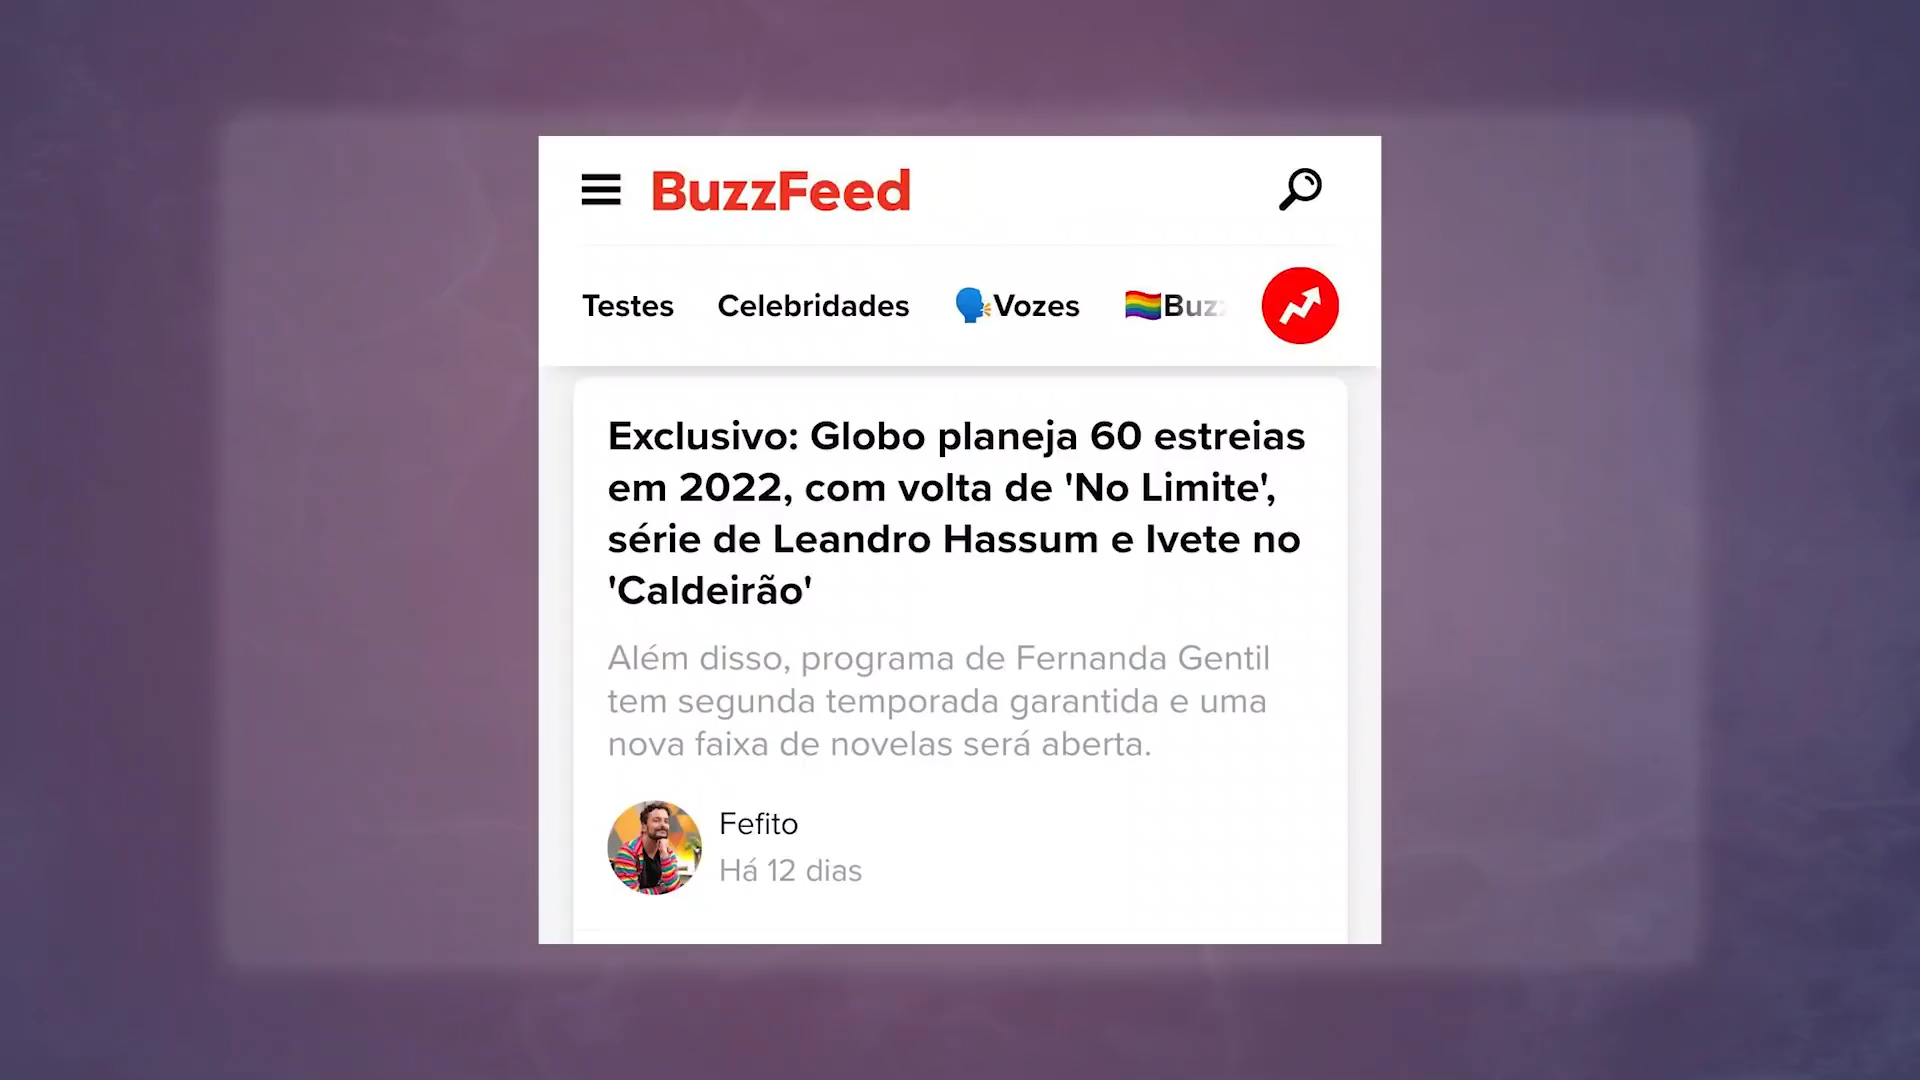 BuzzFeed
Testes Celebridades Vozes Buzz
Exclusivo: Globo planeja 60 estreias
em 2022, com volta de 'No Limite',
série de Leandro Hassum e Ivete no
'Caldeirão'
Além disso, programa de Fernanda Gentil
tem segunda temporada garantida e uma
nova faixa de novelas será aberta.
Fefito
Há 12 dias